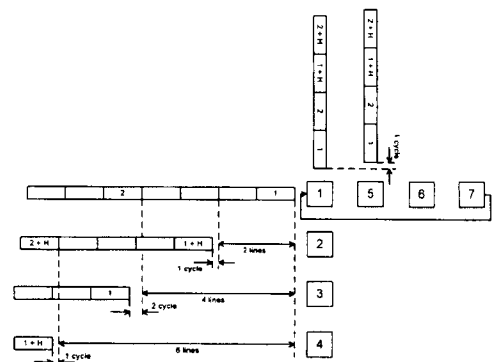 2 + H 2 + H
1 + H 1 + H
2 2
1 1
1 cycle
2 1
1 5 6 7
2 + H 1 + H 2 lines 2
1 cycle
1 4 lines 3
2 cycle
1 + H 6 lines 4
1 cycle